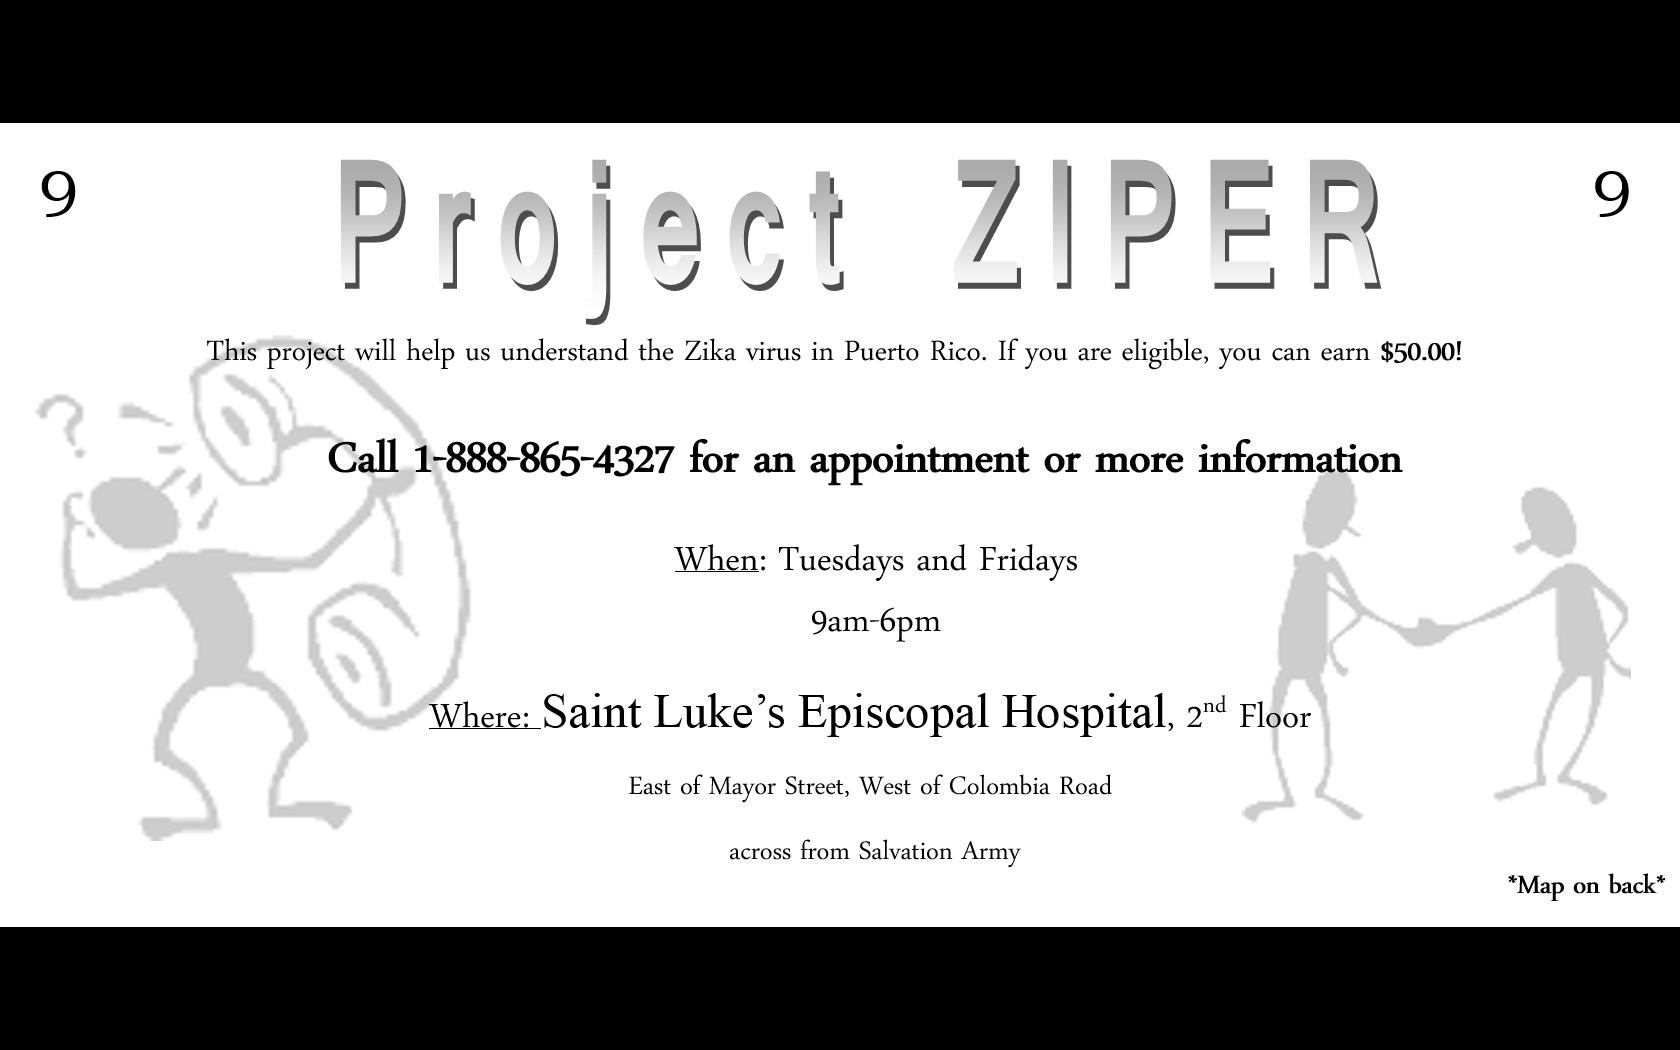 9 Project ZIPER 9
This project will help us understand the Zika virus in Puerto Rico. If you are eligible, you can earn $50.00!
?
Call 1-888-865-4327 for an appointment or more information
When: Tuesdays and Fridays
9am-6pm
Where: Saint Luke’s Episcopal Hospital, 2nd Floor
East of Mayor Street, West of Colombia Road
across from Salvation Army
*Map on back*